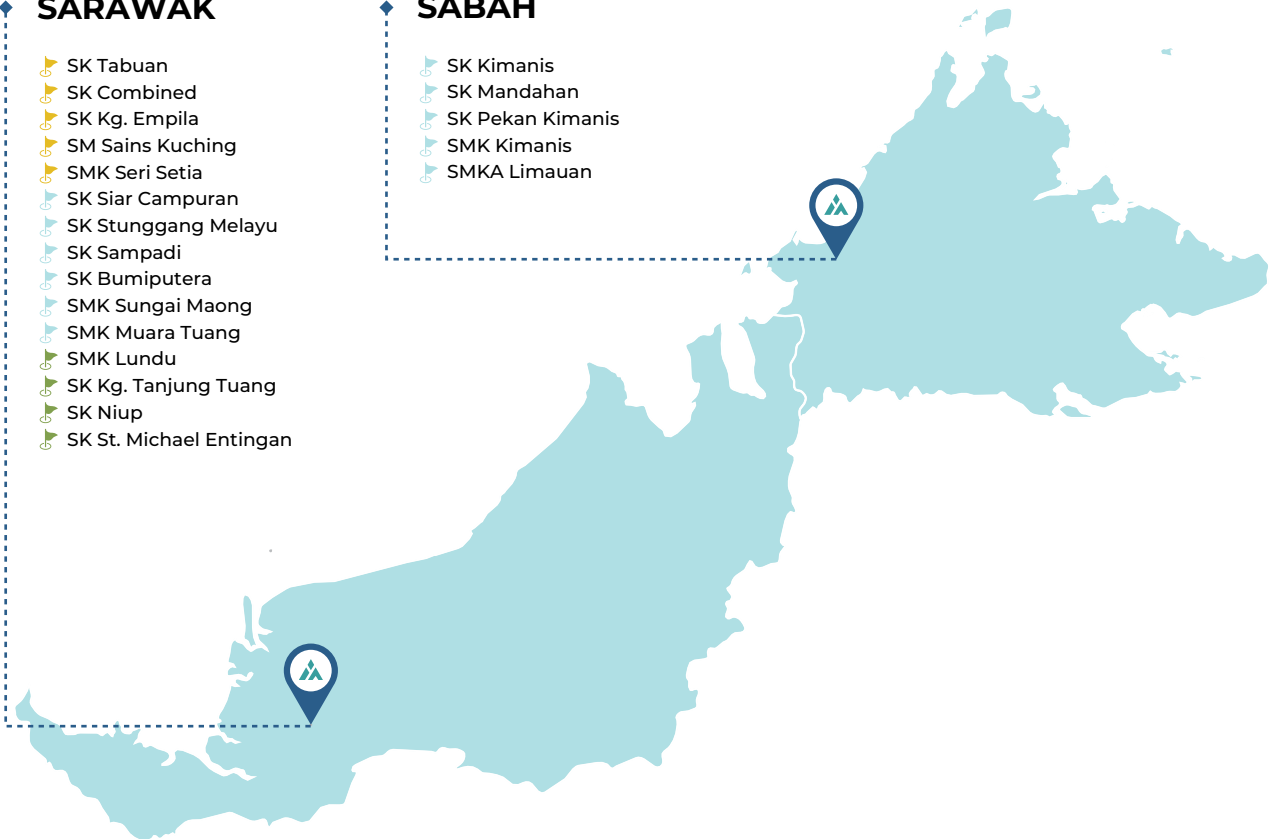 SARAWAK
SK Tabuan
SK Combined
SK Kg. Empila
SM Sains Kuching
SMK Seri Setia
SK Siar Campuran
SK Stunggang Melayu
SK Sampadi
SK Bumiputera
SMK Sungai Maong
SMK Muara Tuang
SMK Lundu
SK Kg. Tanjung Tuang
SK Niup
SK St. Michael Entingan
SABAH
SK Kimanis
SK Mandahan
SK Pekan Kimanis
SMK Kimanis
SMKA Limauan